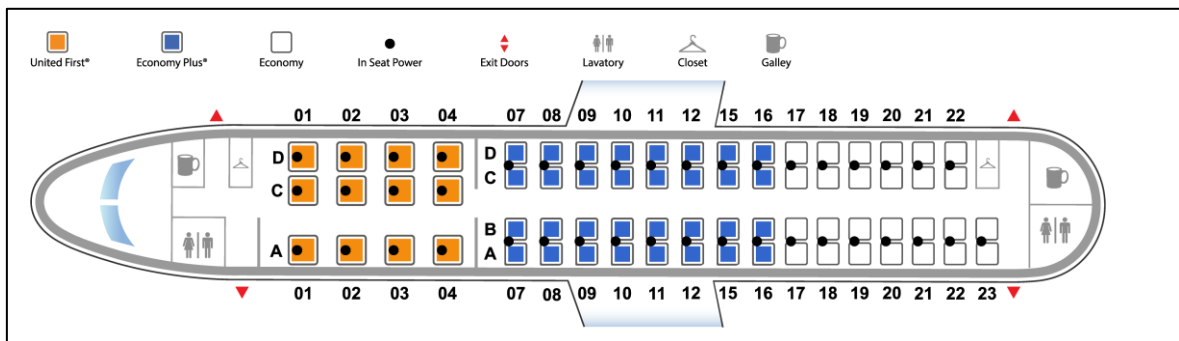 United First® Economy Plus® Economy In Seat Power Exit Doors Lavatory Closet Galley
01 02 03 04 07 08 09 10 11 12 15 16 17 18 19 20 21 22
D D
C C
B
A A
01 02 03 04 07 08 09 10 11 12 15 16 17 18 19 20 21 22 23